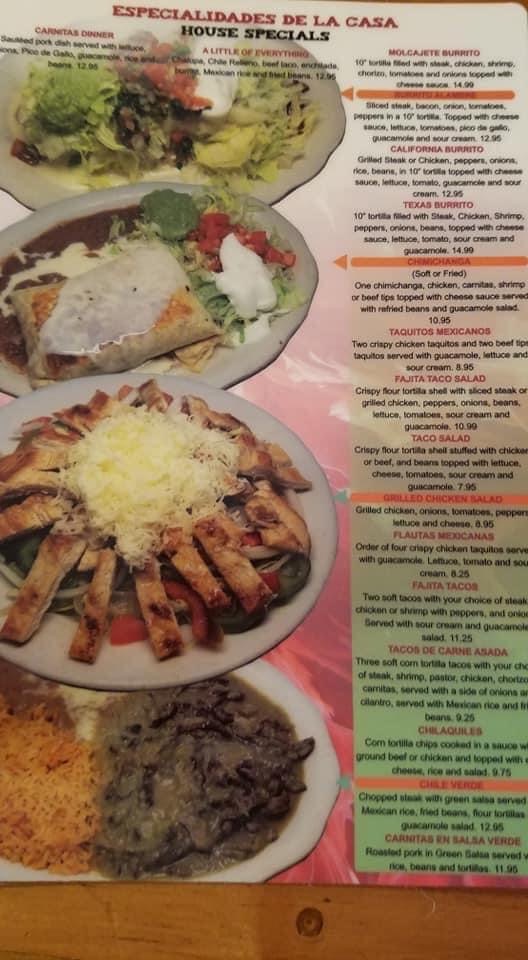 ESPECIALIDADES DE LA CASA
HOUSE SPECIALS
CARNITAS DINNER
Sauteed pork dish served with lettuce,
Pico de Gallo, guacamole, rice and
beans. 12.95
A LITTLE OF EVERYTHING
Chalupa, Chile Relleno, beef taco, enchilada,
burrito, Mexican rice and fried beans. 12.95
MOLCAJETE BURRITO
10" tortilla filled with steak, chicken, shrimp,
chorizo, tomatoes and onions topped with
cheese sauce. 14.99
BURRITO ALAMBRE
Sliced steak, bacon, onion, tomatoes,
peppers in a 10" tortilla. Topped with cheese
sauce, lettuce, tomatoes, pico de gallo,
guacamole and sour cream. 12.95
CALIFORNIA BURRITO
Grilled Steak or Chicken, peppers, onions,
rice, beans, in 10" tortilla topped with cheese
sauce, lettuce, tomato, guacamole and sour
cream. 12.95
TEXAS BURRITO
10" tortilla filled with Steak, Chicken, Shrimp,
peppers, onions, beans, topped with cheese
sauce, lettuce, tomato, sour cream and
guacamole. 14.99
CHIMICHANGA
(Soft or Fried)
One chimichanga, chicken, carnitas, shrimp
or beef tips topped with cheese sauce served
with refried beans and guacamole salad.
10.95
TAQUITOS MEXICANOS
Two crispy chicken taquitos and two beef tips
taquitos served with guacamole, lettuce and
sour cream. 8.95
FAJITA TACO SALAD
Crispy flour tortilla shell with sliced steak or
grilled chicken, peppers, onions, beans,
lettuce, tomatoes, sour cream and
guacamole. 10.99
TACO SALAD
Crispy flour tortilla shell stuffed with chicken
or beef, and beans topped with lettuce,
cheese, tomatoes, sour cream and
guacamole. 7.95
GRILLED CHICKEN SALAD
Grilled chicken, onions, tomatoes, peppers
lettuce and cheese. 8.95
FLAUTAS MEXICANAS
Order of four crispy chicken taquitos serve
with guacamole. Lettuce, tomato and sou
cream. 8.25
FAJITA TACOS
Two soft tacos with your choice of steak
chicken or shrimp with peppers, and onion
Served with sour cream and guacamole
salad. 11.25
TACOS DE CARNE ASADA
Three soft corn tortilla tacos with your cho
of steak, shrimp, pastor, chicken, chorizo
carnitas, served with a side of onions an
cilantro, served with Mexican rice and fri
beans. 9.25
CHILAQUILES
Corn tortilla chips cooked in a sauce w
ground beef or chicken and topped with
cheese, rice and salad. 9.75
CHILE VERDE
Chopped steak with green salsa served
Mexican rice, fried beans, flour tortillas
guacamole salad. 12.95
CARNITAS EN SALSA VERDE
Roasted pork in Green Salsa served w
rice, beans and tortillas. 11.95